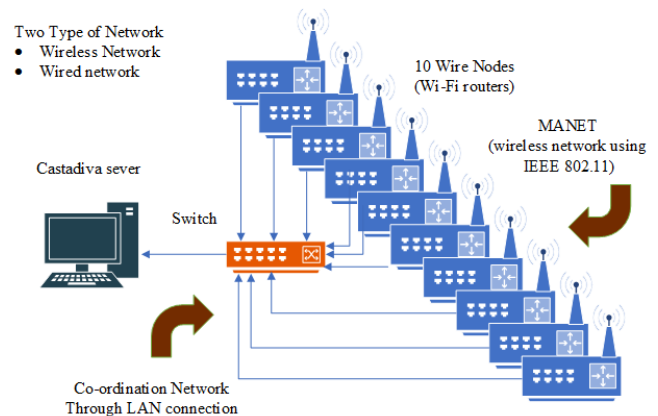 Two Type of Network
• Wireless Network
• Wired network
10 Wire Nodes
(Wi-Fi routers)
MANET
(wireless network using
IEEE 802.11)
Castadiva sever
Switch
Co-ordination Network
Through LAN connection